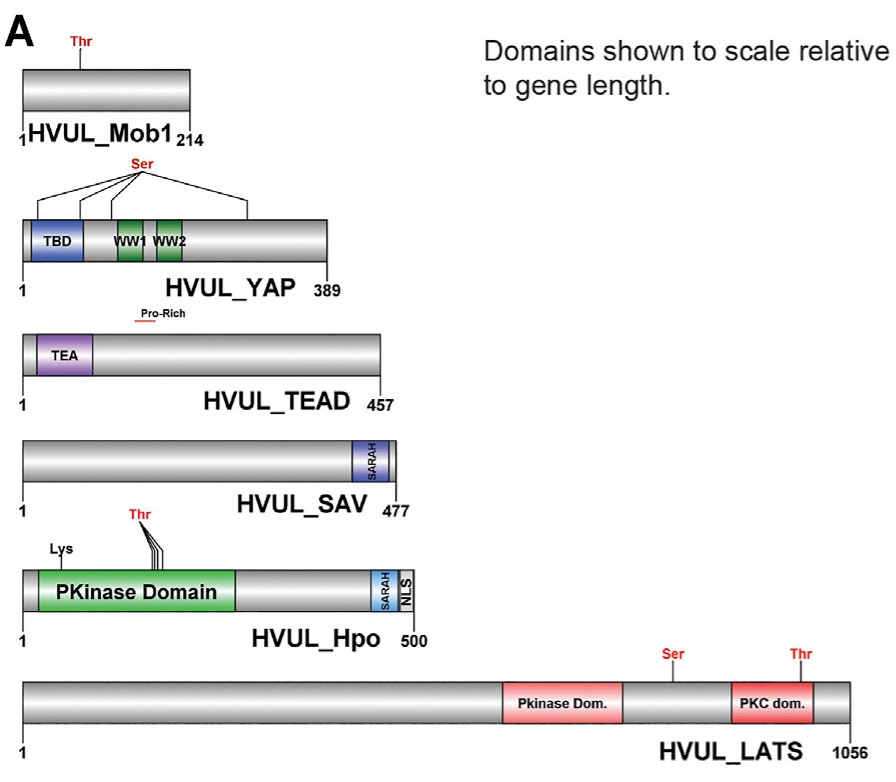 A
Domains shown to scale relative
to gene length.
Thr
1 HVUL_Mob1 214
Ser
TBD WW1 WW2
1 HVUL_YAP 389
Pro-Rich
TEA
1 HVUL_TEAD 457
SARAH
1 HVUL_SAV 477
Thr
Lys
PKinase Domain SARAH NLS
1 HVUL_Hpo 500
Ser Thr
Pkinase Dom. PKC dom.
1 HVUL_LATS 1056